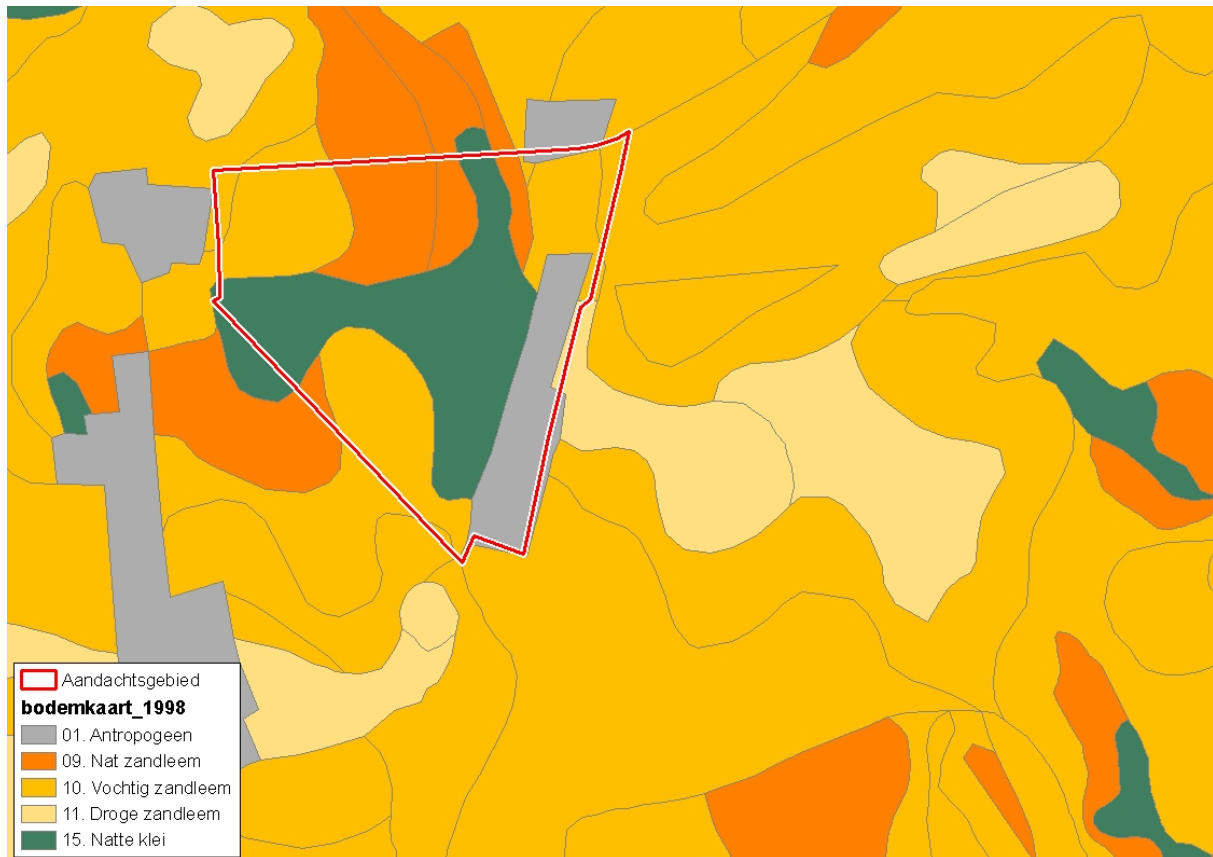 Aandachtsgebied
bodemkaart_1998
01. Antropogeen
09. Nat zandleem
10. Vochtig zandleem
11. Droge zandleem
15. Natte klei